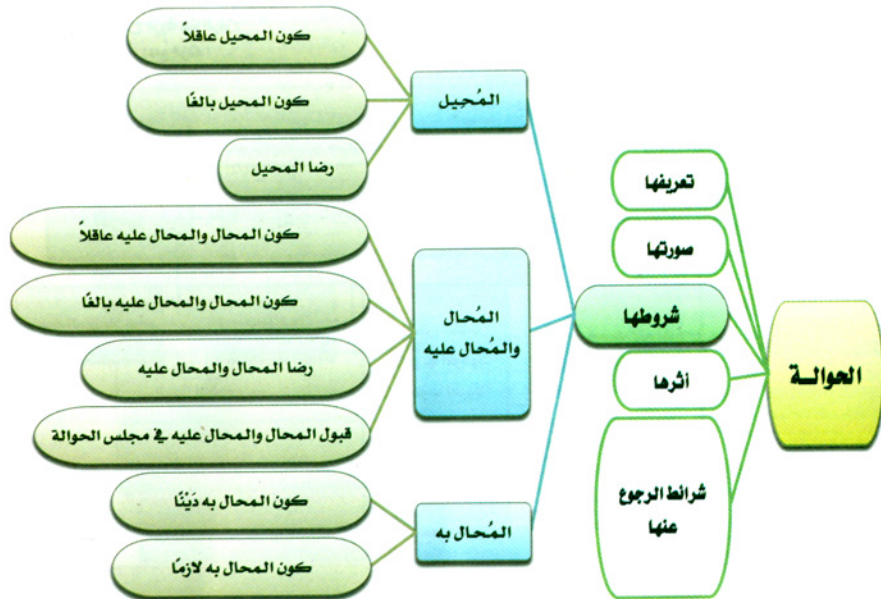 الحوالـة
تعريفها
صورتها
شروطها
أثرها
شرائط الرجوع
عنها
المُحِيل
كون المحيل عاقلاً
كون المحيل بالغًا
رضا المحيل
المُحال
والمُحال عليه
كون المحال والمحال عليه عاقلاً
كون المحال والمحال عليه بالغًا
رضا المحال والمحال عليه
قبول المحال والمحال عليه في مجلس الحوالة
المُحال به
كون المحال به دَيْنًا
كون المحال به لازمًا